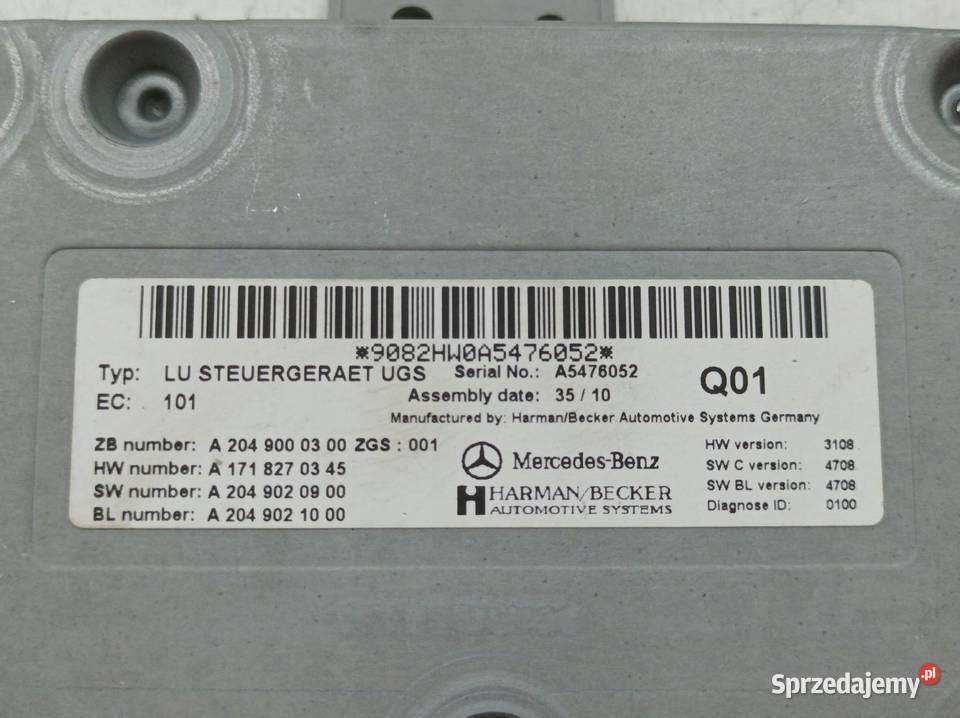 *9082HW0A5476052*
Typ: LU STEUERGERAET UGS Serial No.: A5476052
EC: 101 Assembly date: 35 / 10 Q01
Manufactured by: Harman/Becker Automotive Systems Germany
ZB number: A 204 900 03 00 ZGS : 001
HW number: A 171 827 03 45
SW number: A 204 902 09 00
BL number: A 204 902 10 00
Mercedes-Benz
HARMAN/BECKER
AUTOMOTIVE SYSTEMS
HW version: 3108
SW C version: 4708
SW BL version: 4708
Diagnose ID: 0100
Sprzedajemy.pl